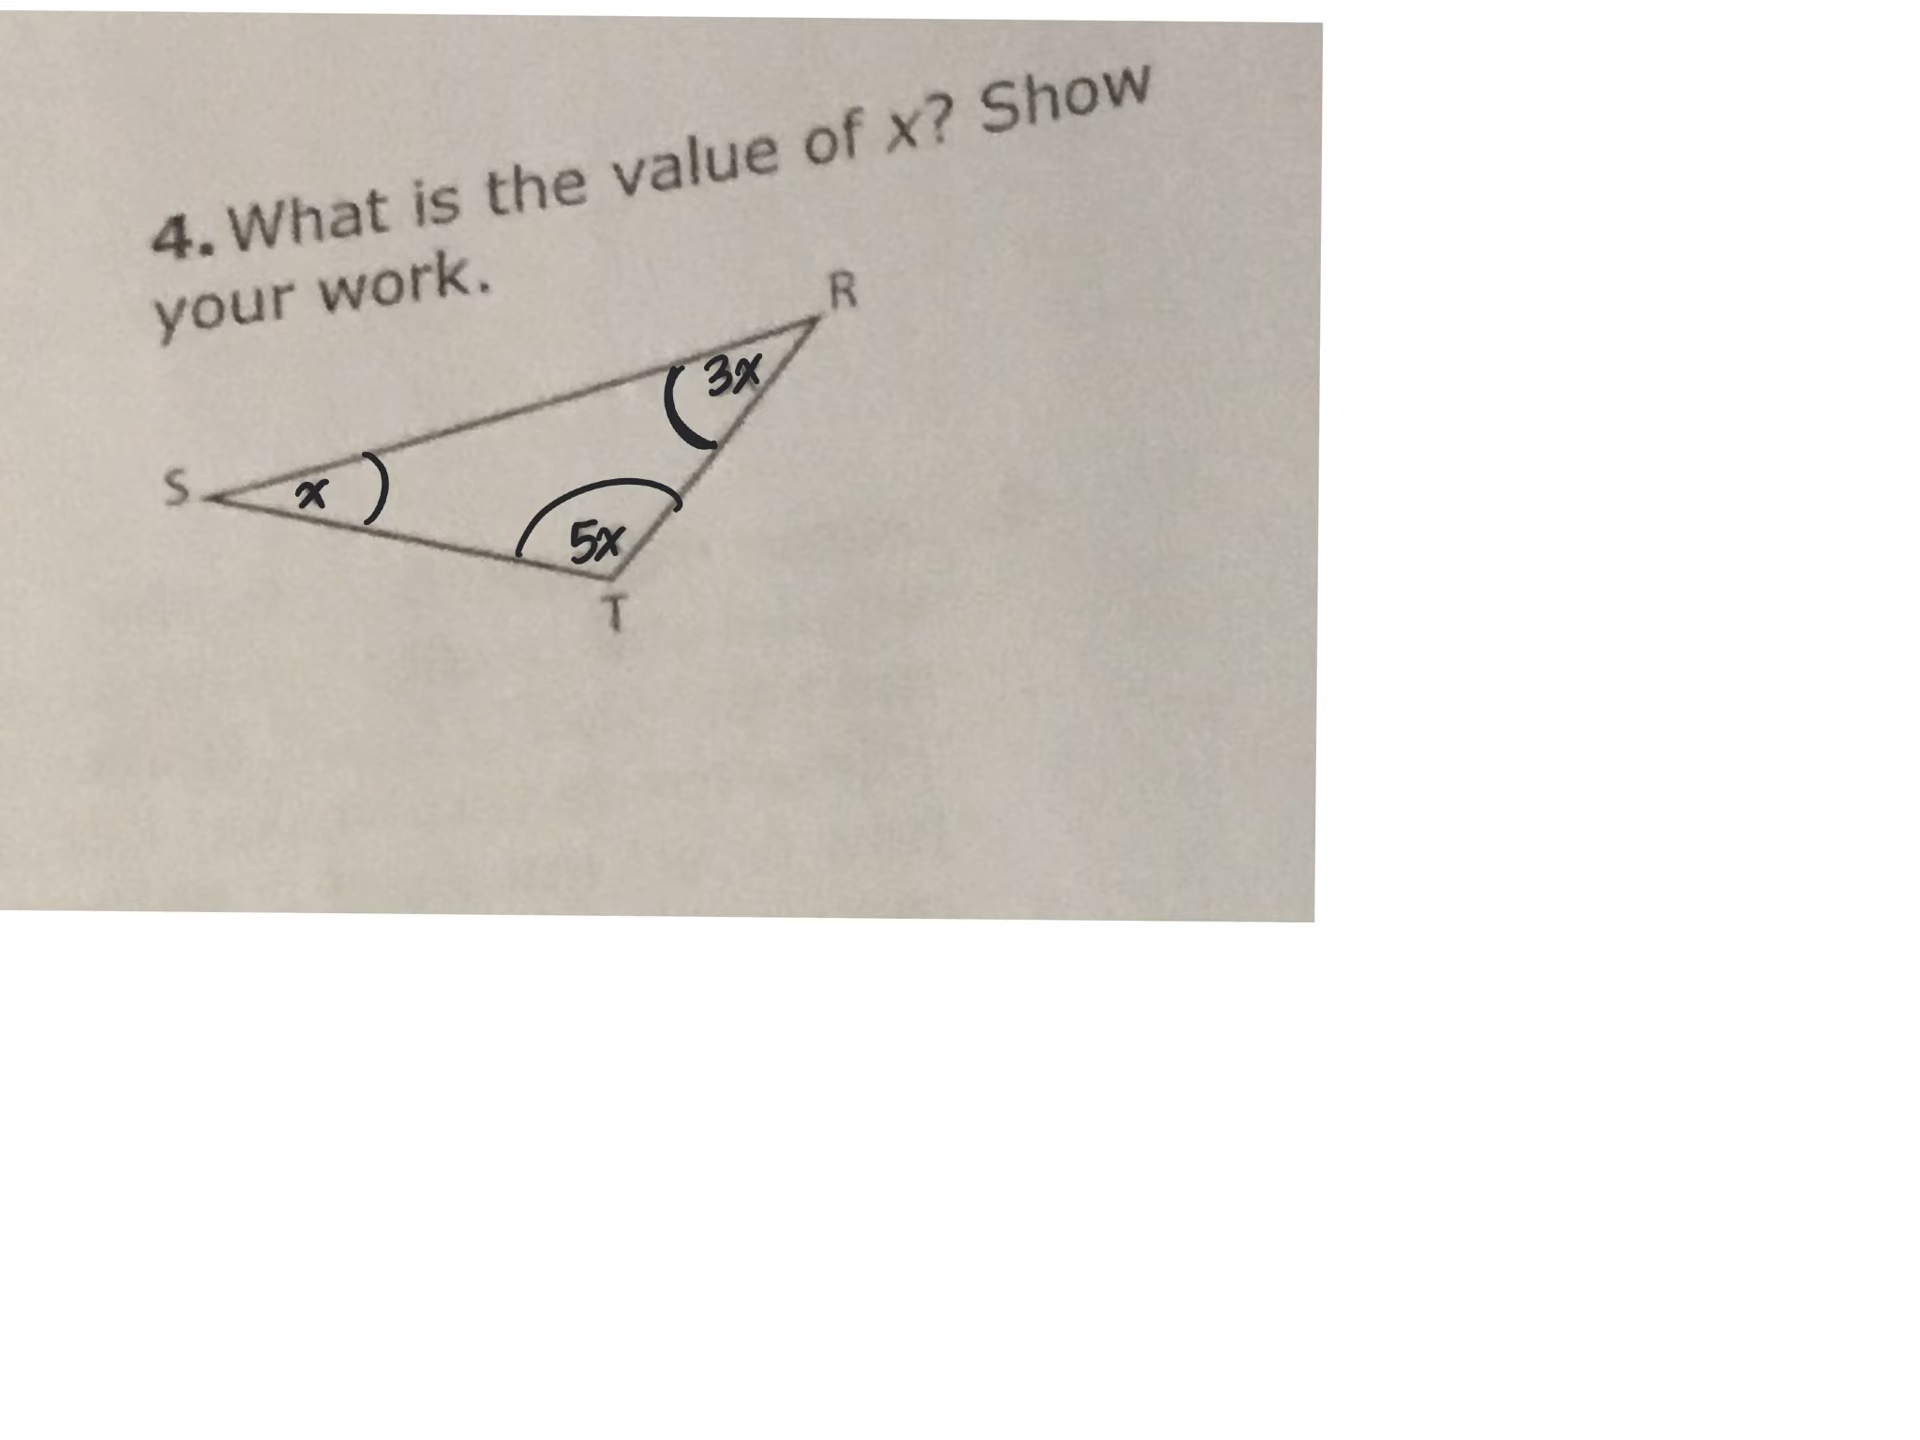 4. What is the value of x? Show
your work.
R
3x
S
x
5x
T